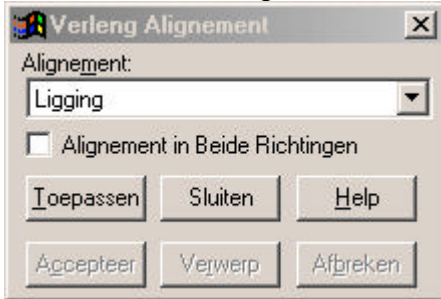 Verleng Alignement
Alignement:
Ligging
Alignement in Beide Richtingen
Toepassen Sluiten Help
Accepteer Verwerp Afbreken